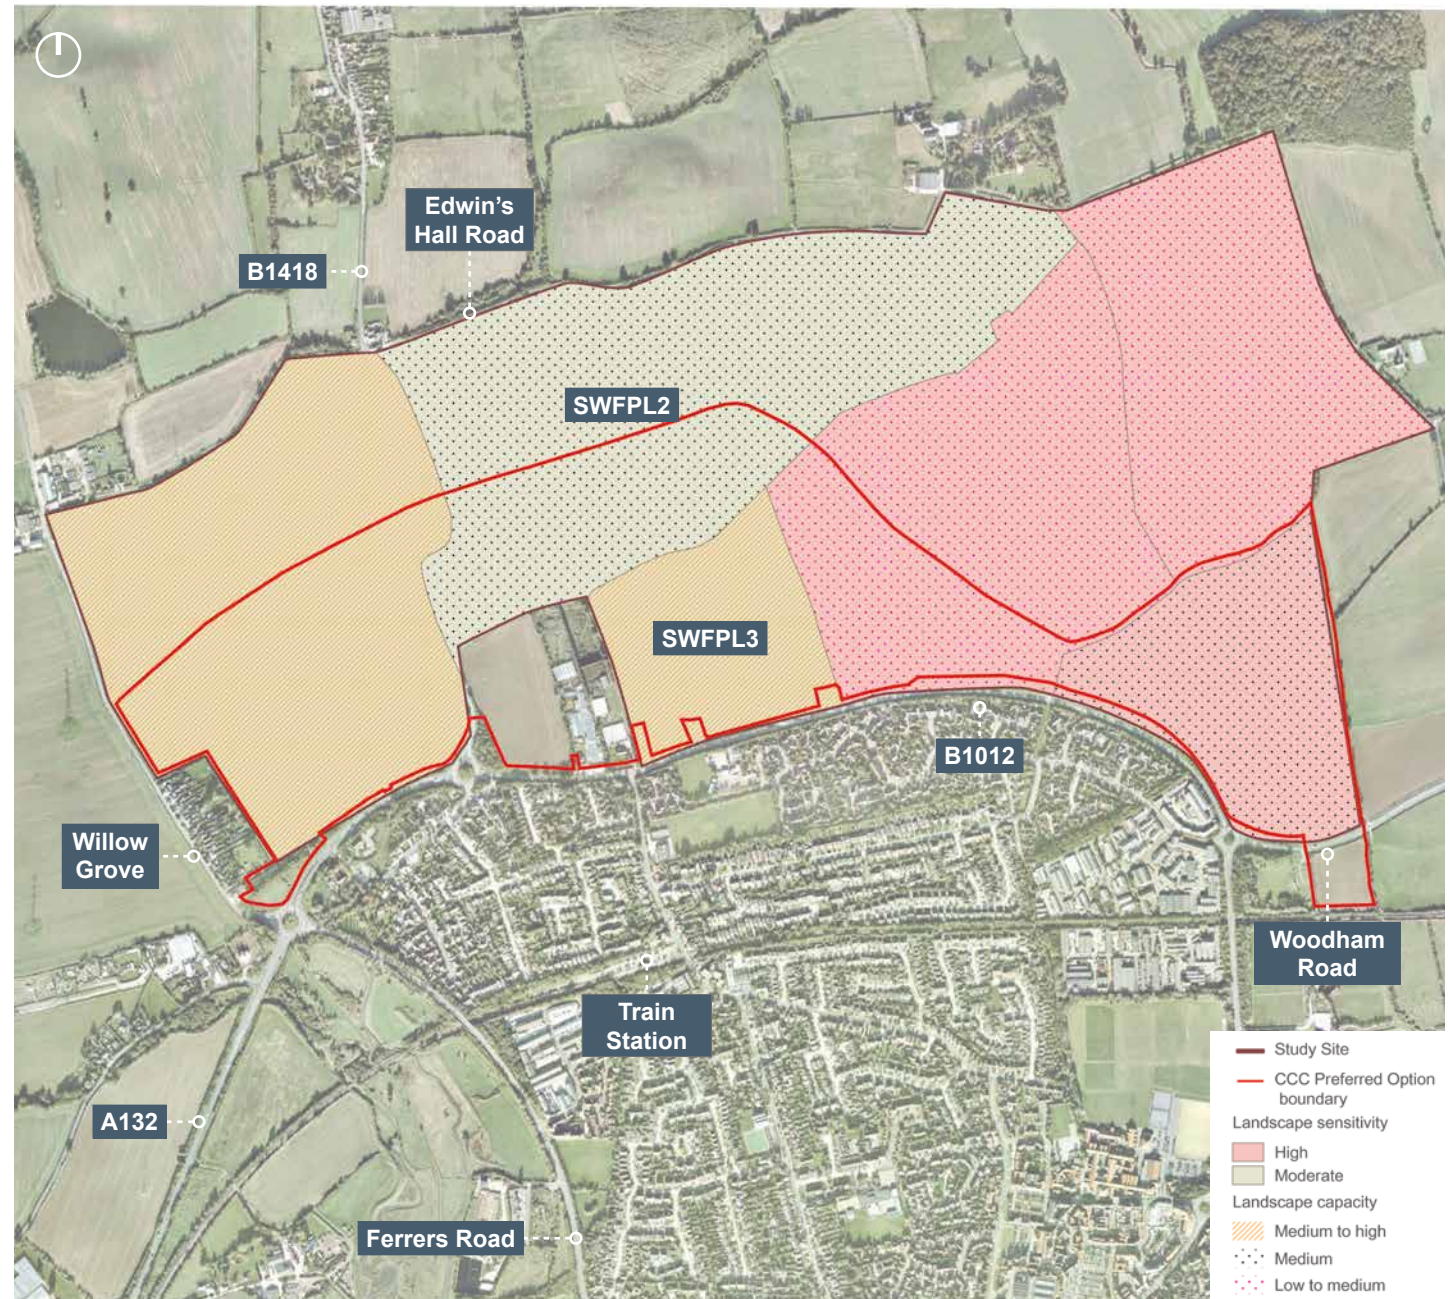 Edwin's
Hall Road
B1418
SWFPL2
SWFPL3
B1012
Willow
Grove
Woodham
Road
Train
Station
A132
Ferrers Road
Study Site
CCC Preferred Option
boundary
Landscape sensitivity
High
Moderate
Landscape capacity
Medium to high
Medium
Low to medium